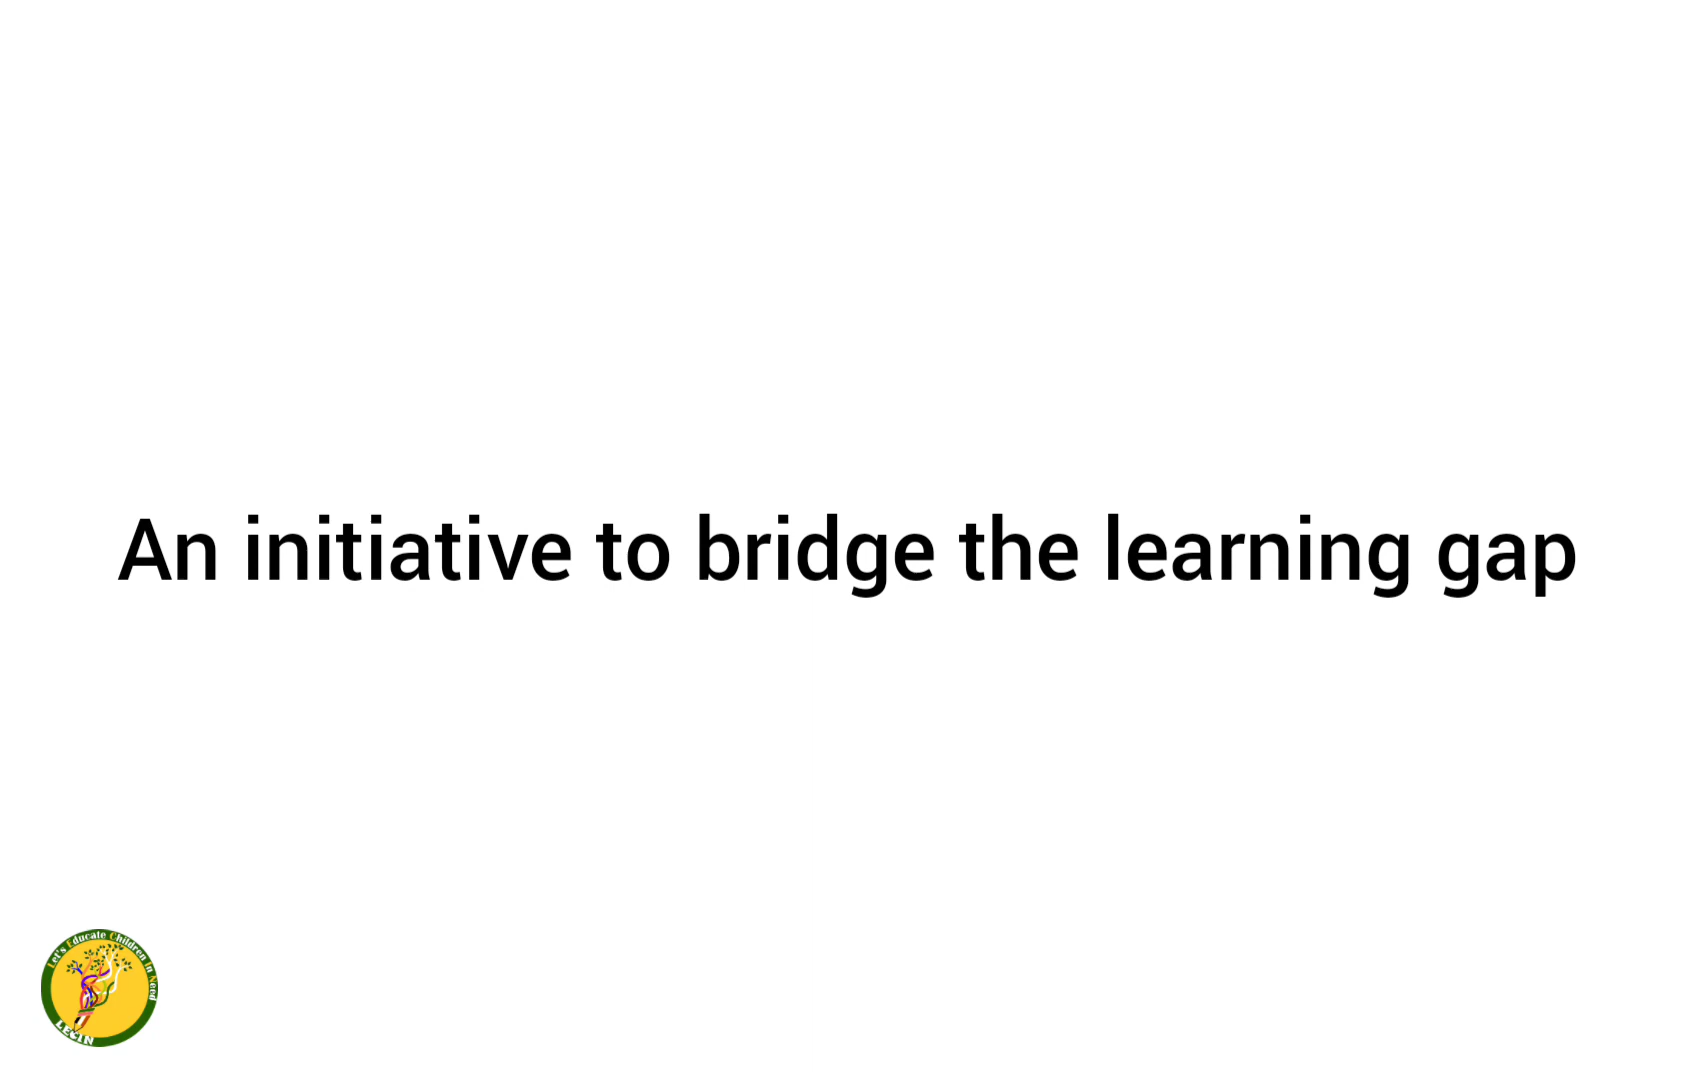 An initiative to bridge the learning gap
Let's Educate Children in Need
LECIN